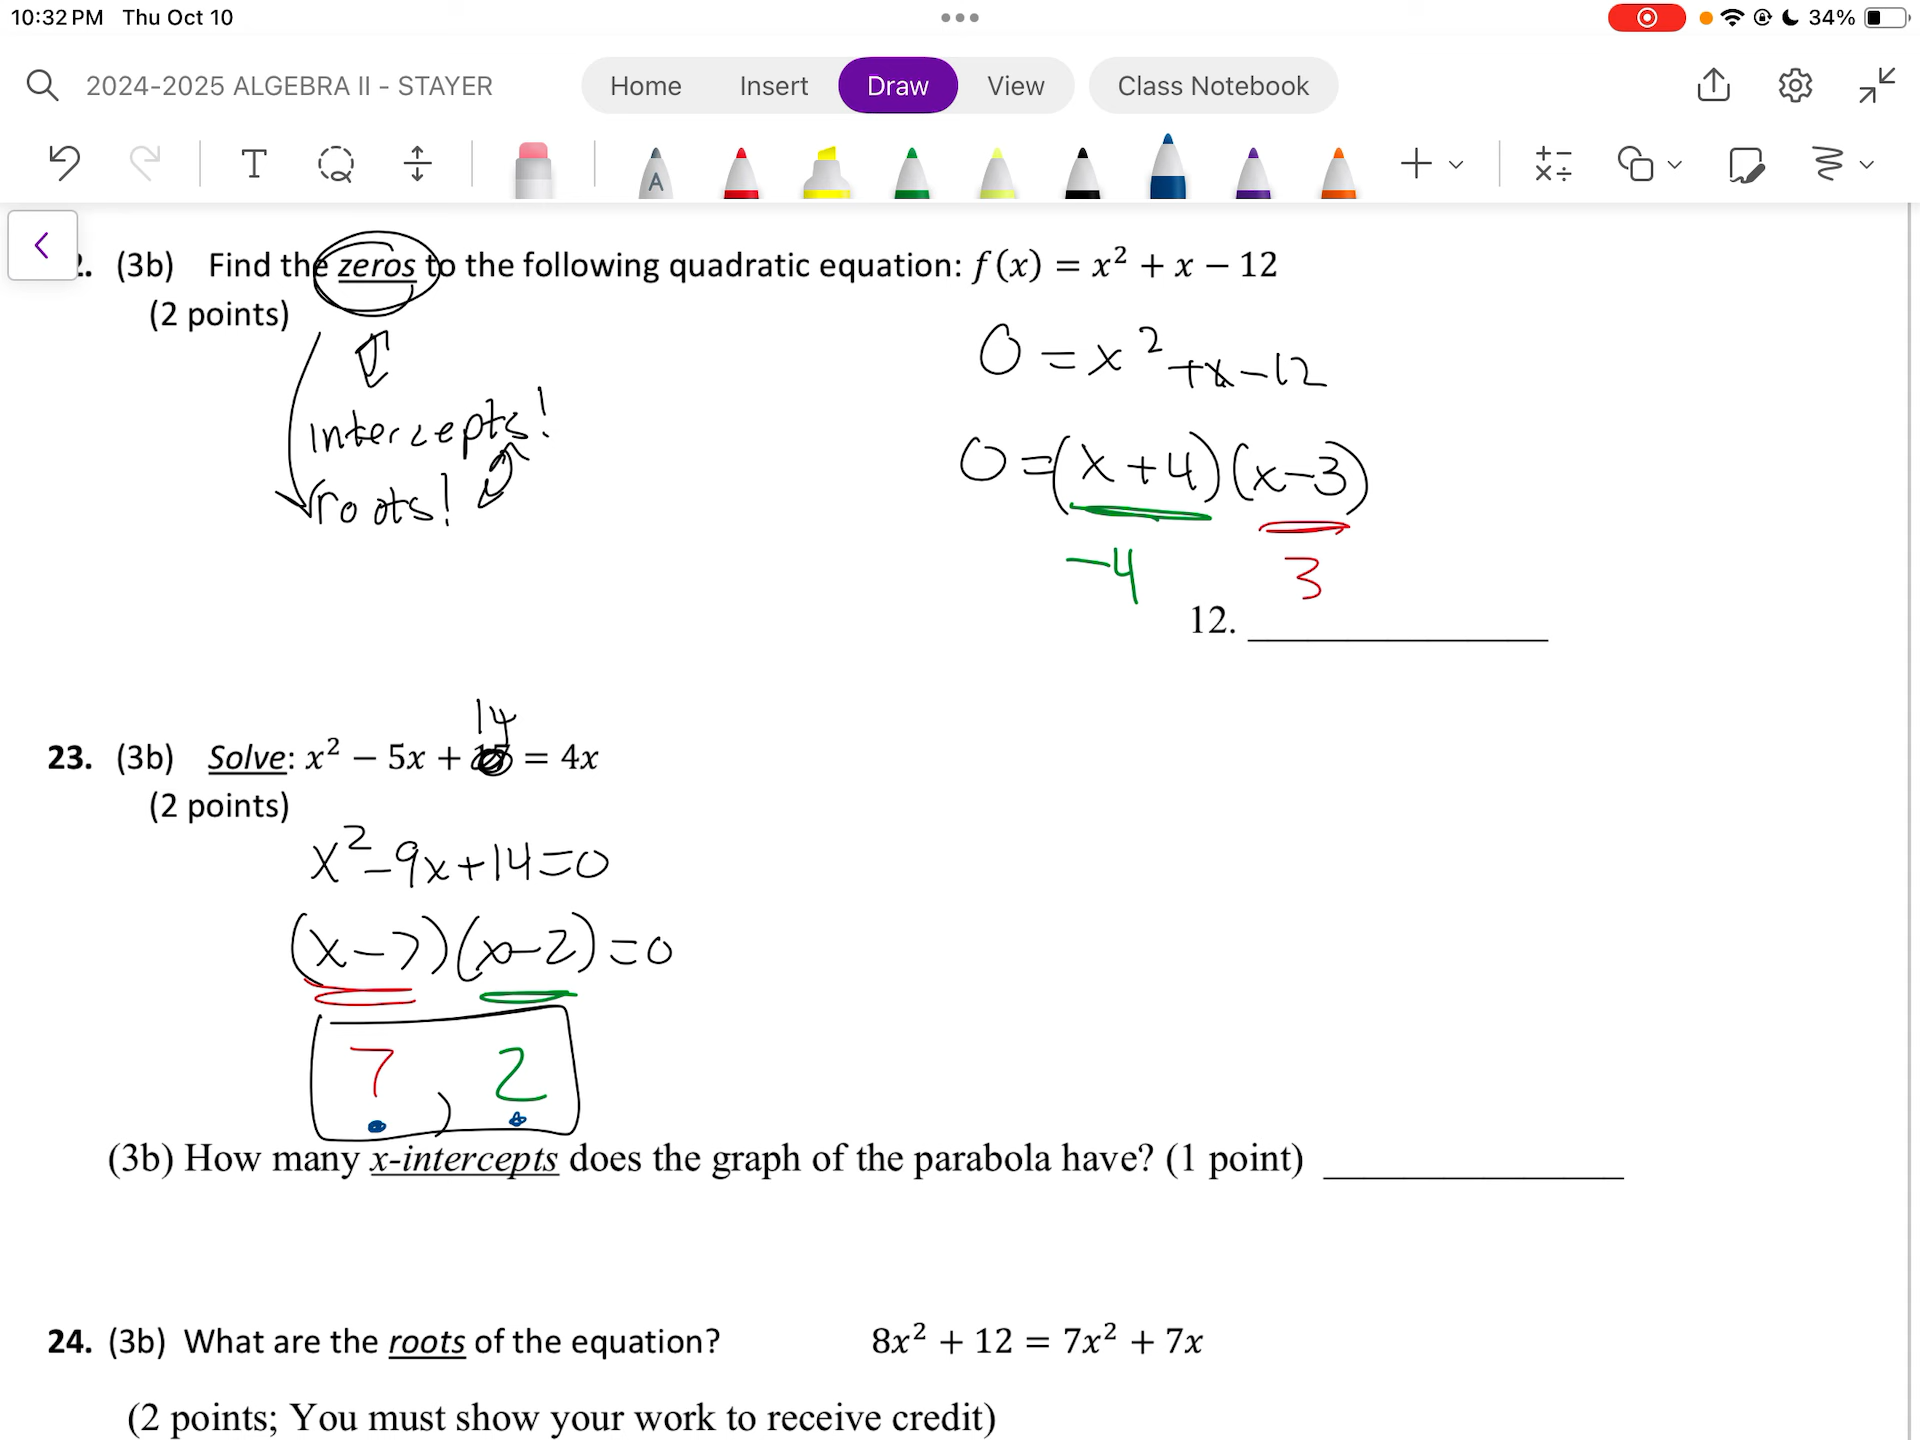 10:32 PM Thu Oct 10
34%
2024-2025 ALGEBRA II - STAYER
Home Insert Draw View Class Notebook
T A
. (3b) Find the zeros to the following quadratic equation: f(x) = x² + x − 12
(2 points)
0 = x² + x − 12
intercepts!
0 = (x + 4)(x − 3)
roots!
−4 3
12. ____
14
23. (3b) Solve: x² − 5x + = 4x
(2 points)
x² − 9x + 14 = 0
(x − 7)(x − 2) = 0
7, 2
(3b) How many x-intercepts does the graph of the parabola have? (1 point) ____
24. (3b) What are the roots of the equation? 8x² + 12 = 7x² + 7x
(2 points; You must show your work to receive credit)